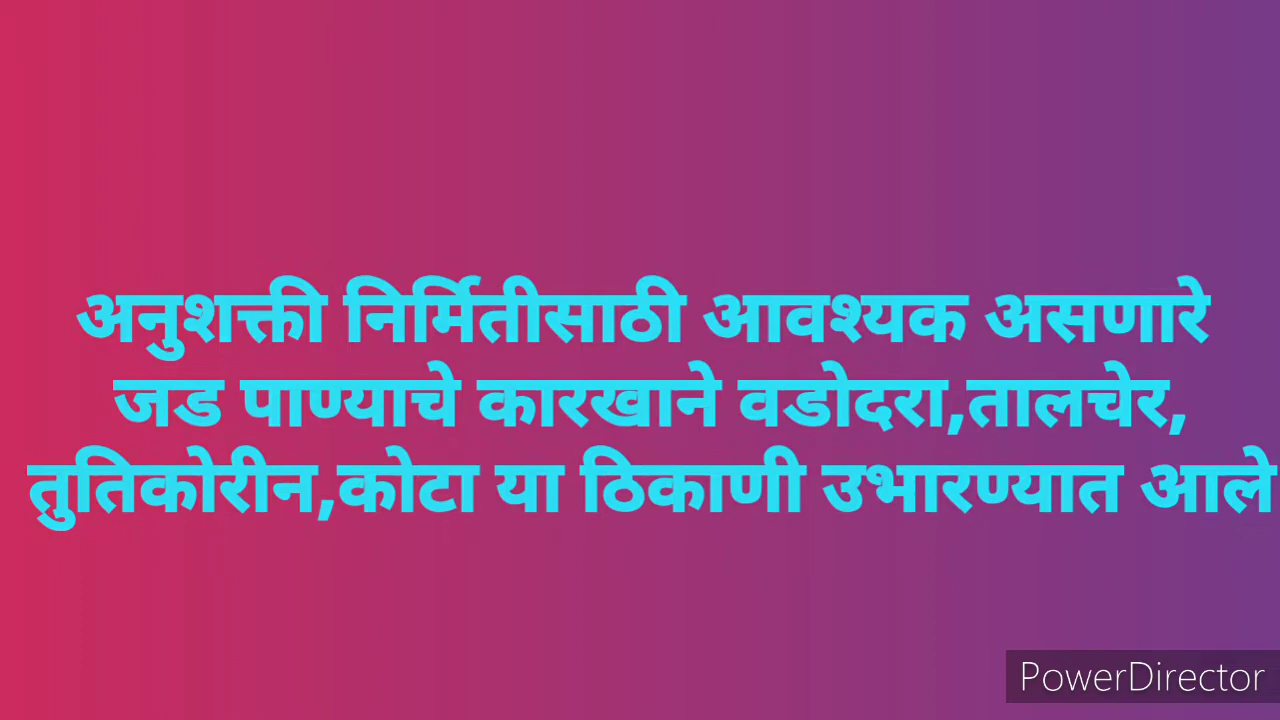 अनुशक्ती निर्मितीसाठी आवश्यक असणारे
जड पाण्याचे कारखाने वडोदरा,तालचेर,
तुतिकोरीन,कोटा या ठिकाणी उभारण्यात आले
PowerDirector